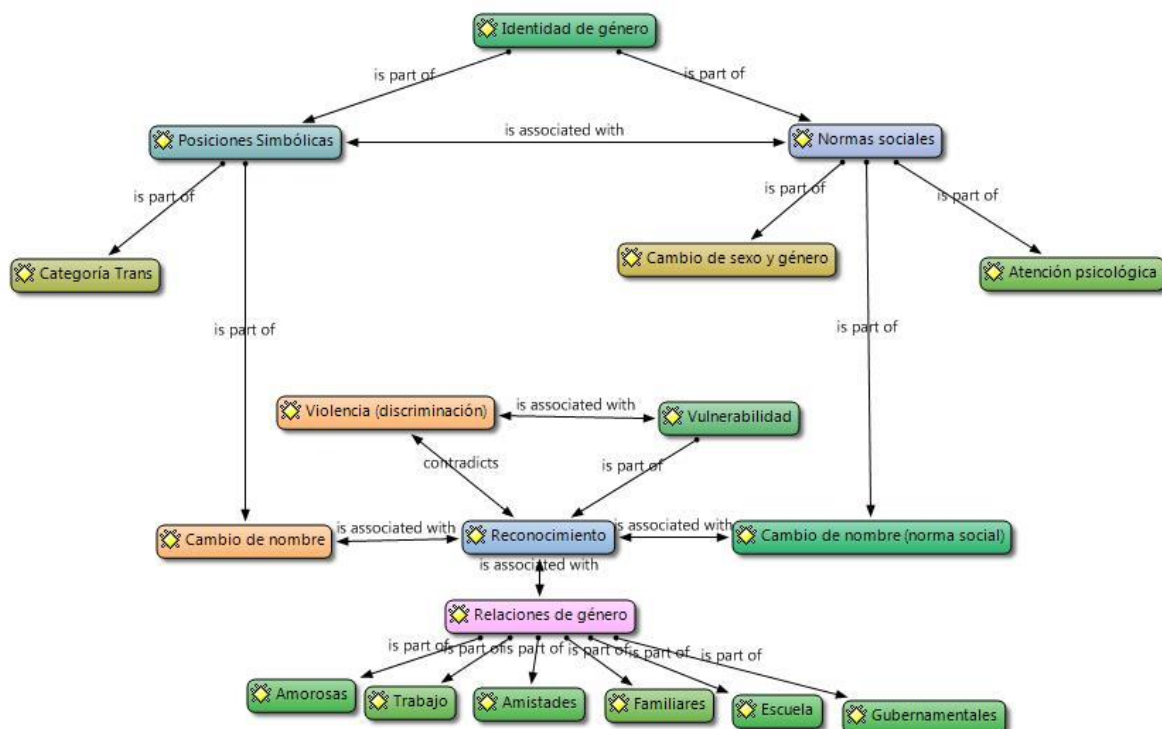 Identidad de género
is part of
is part of
Posiciones Simbólicas
is associated with
Normas sociales
is part of
is part of
is part of
Categoría Trans
Cambio de sexo y género
Atención psicológica
is part of
is part of
Violencia (discriminación)
is associated with
Vulnerabilidad
contradicts
is part of
Cambio de nombre
is associated with
Reconocimiento
is associated with
Cambio de nombre (norma social)
is associated with
Relaciones de género
is part of
is part of
is part of
is part of
is part of
is part of
Amorosas
Trabajo
Amistades
Familiares
Escuela
Gubernamentales